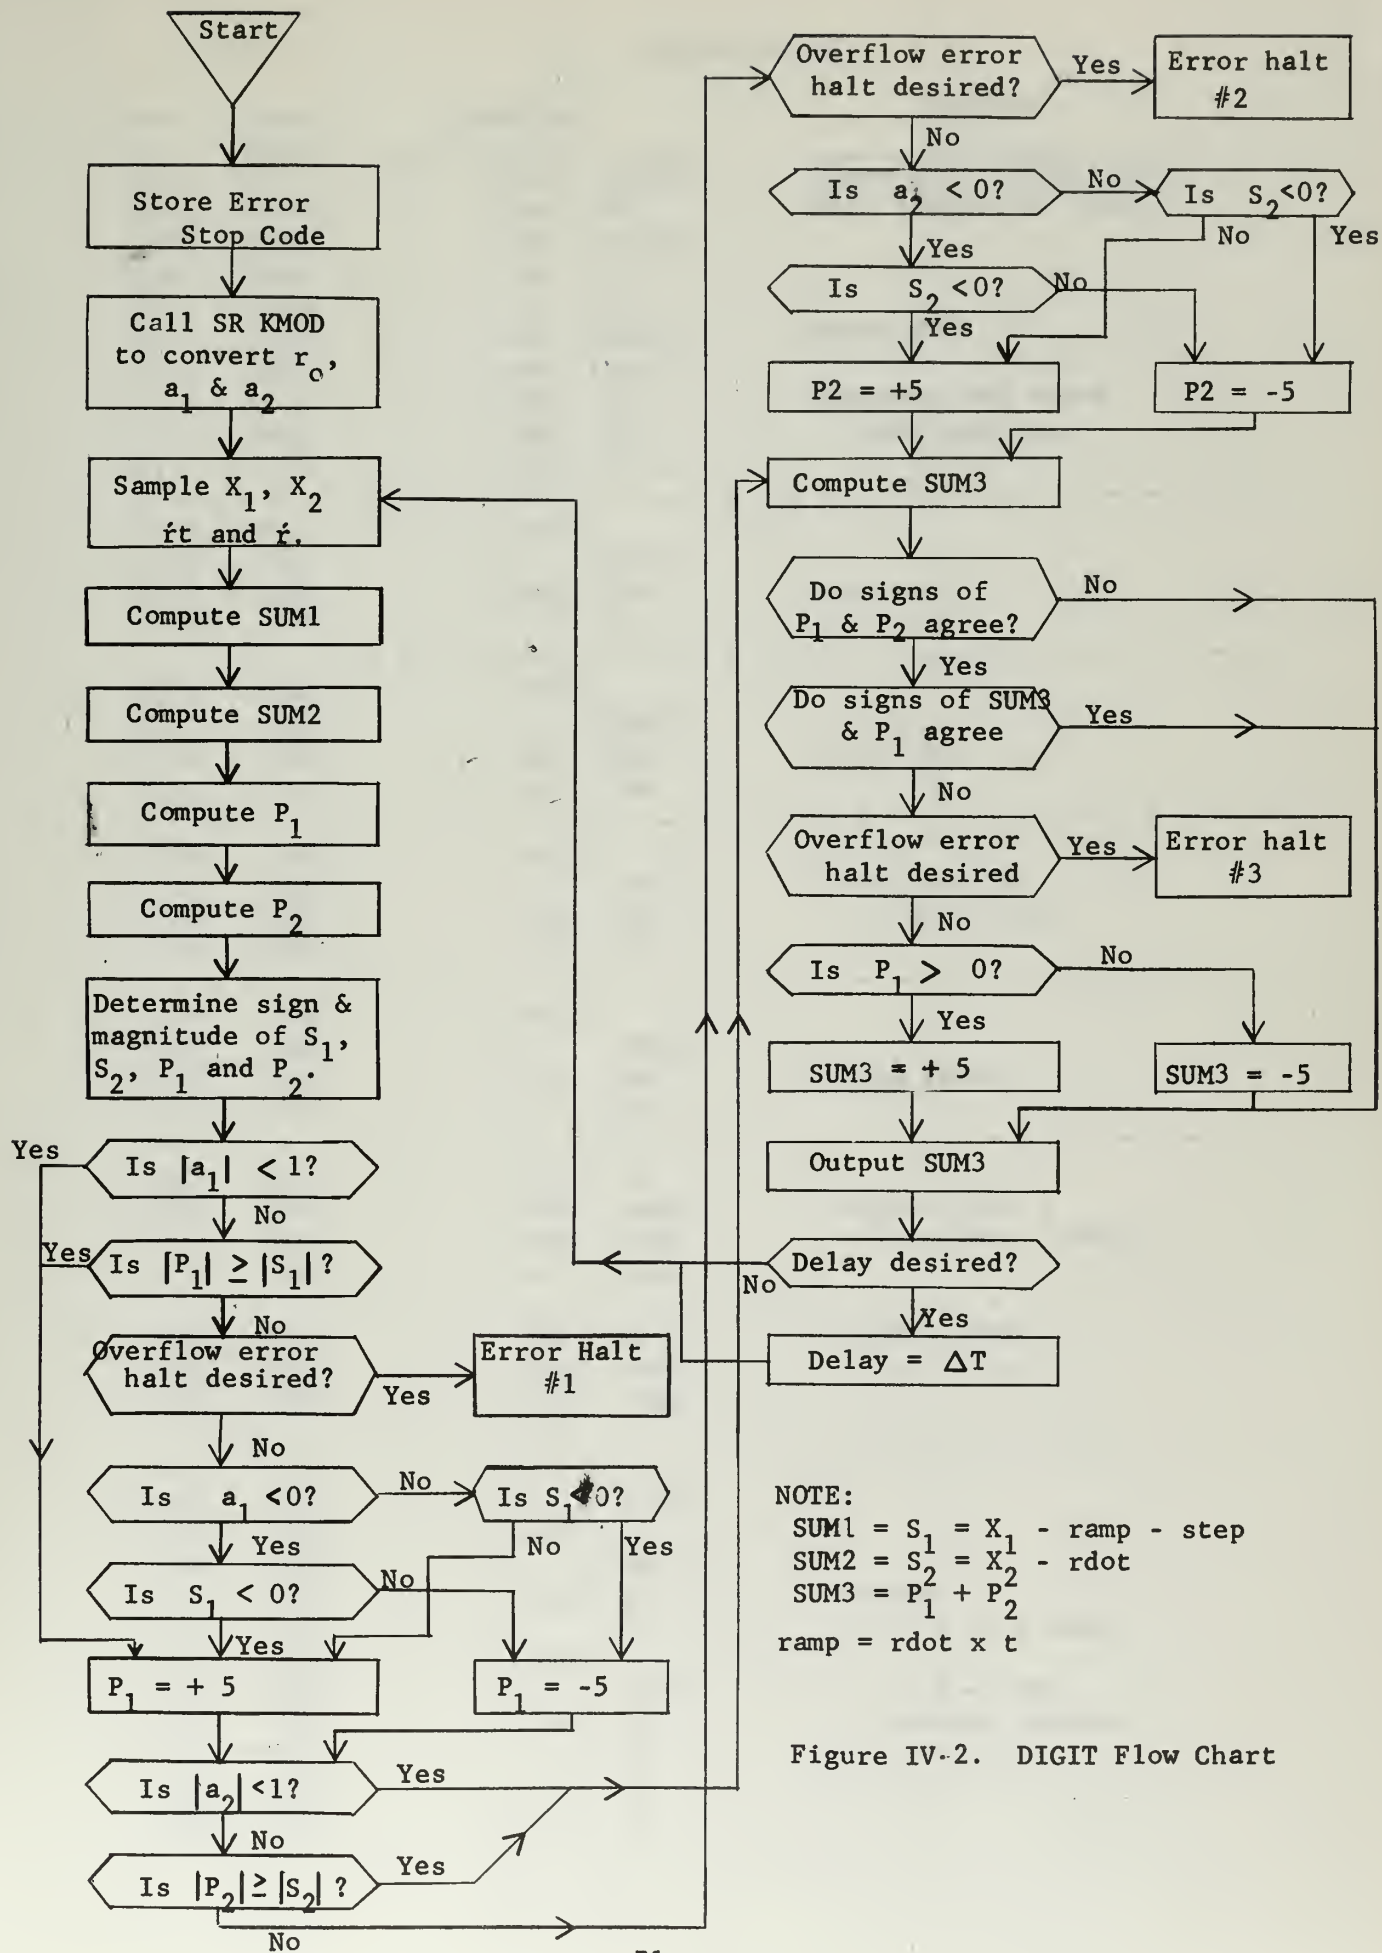 Start
Store Error
Stop Code
Call SR KMOD
to convert r₀,
a₁ & a₂
Sample X₁, X₂
ŕt and ŕ.
Compute SUM1
Compute SUM2
Compute P₁
Compute P₂
Determine sign &
magnitude of S₁,
S₂, P₁ and P₂.
Yes
Is |a₁| < 1?
No
Yes
Is |P₁| ≥ |S₁| ?
No
Overflow error
halt desired?
Yes
Error Halt
#1
No
Is a₁ <0?
No
Is S₁<0?
Yes
No
Yes
Is S₁ < 0?
No
Yes
P₁ = + 5
P₁ = -5
Is |a₂| <1?
Yes
No
Is |P₂| ≥ |S₂| ?
Yes
No
Overflow error
halt desired?
Yes
Error halt
#2
No
Is a₂ < 0?
No
Is S₂<0?
Yes
No
Yes
Is S₂ <0?
No
Yes
P2 = +5
P2 = -5
Compute SUM3
Do signs of
P₁ & P₂ agree?
No
Yes
Do signs of SUM3
& P₁ agree
Yes
No
Overflow error
halt desired
Yes
Error halt
#3
No
Is P₁ > 0?
No
Yes
SUM3 = + 5
SUM3 = -5
Output SUM3
Delay desired?
No
Yes
Delay = ΔT
NOTE:
SUM1 = S₁ = X₁ - ramp - step
SUM2 = S₂ = X₂ - rdot
SUM3 = P₁ + P₂
ramp = rdot x t
Figure IV-2. DIGIT Flow Chart